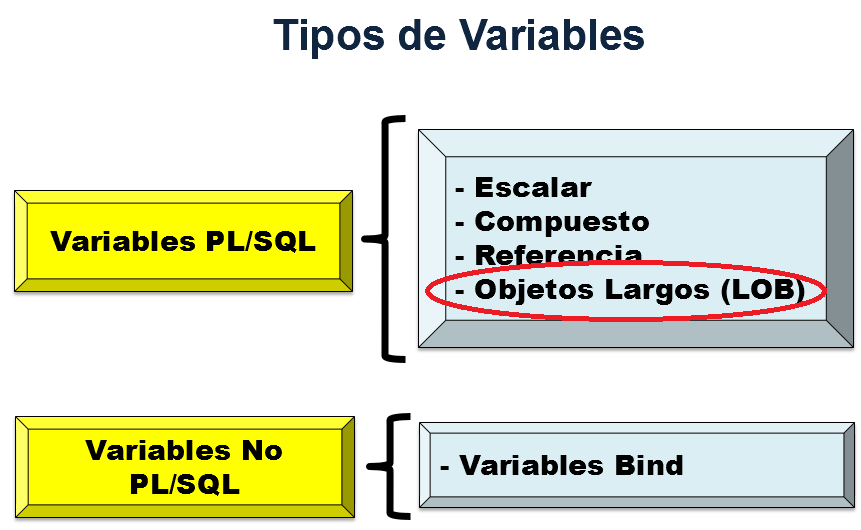 Tipos de Variables
Variables PL/SQL
- Escalar
- Compuesto
- Referencia
- Objetos Largos (LOB)
Variables No
PL/SQL
- Variables Bind